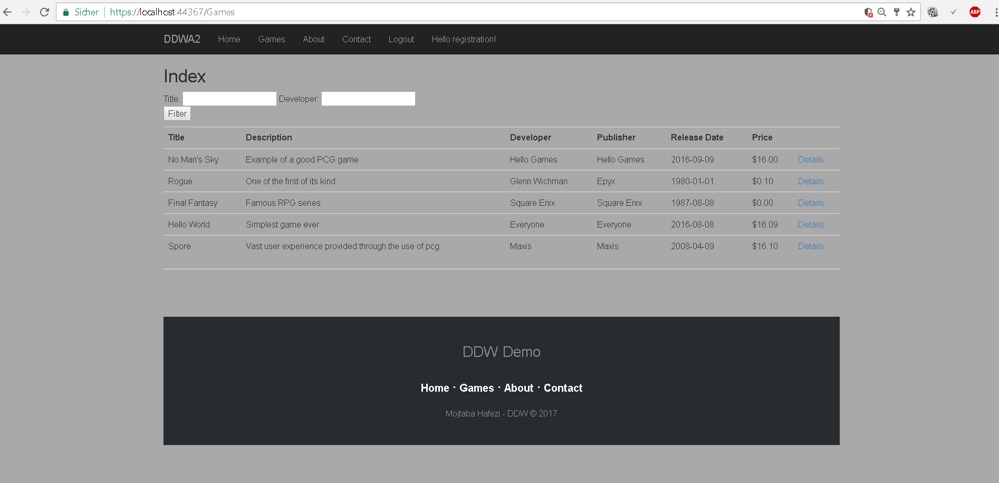 Sicher https://localhost:44367/Games ABP
DDWA2 Home Games About Contact Logout Hello registration!
Index
Title: Developer:
Filter
Title Description Developer Publisher Release Date Price
No Man's Sky Example of a good PCG game Hello Games Hello Games 2016-09-09 $16.00 Details
Rogue One of the first of its kind Glenn Wichman Epyx 1980-01-01 $0.10 Details
Final Fantasy Famous RPG series Square Enix Square Enix 1987-08-08 $0.00 Details
Hello World Simplest game ever Everyone Everyone 2016-08-08 $16.09 Details
Spore Vast user experience provided through the use of pcg Maxis Maxis 2008-04-09 $16.10 Details
DDW Demo
Home · Games · About · Contact
Mojtaba Hafezi - DDW © 2017